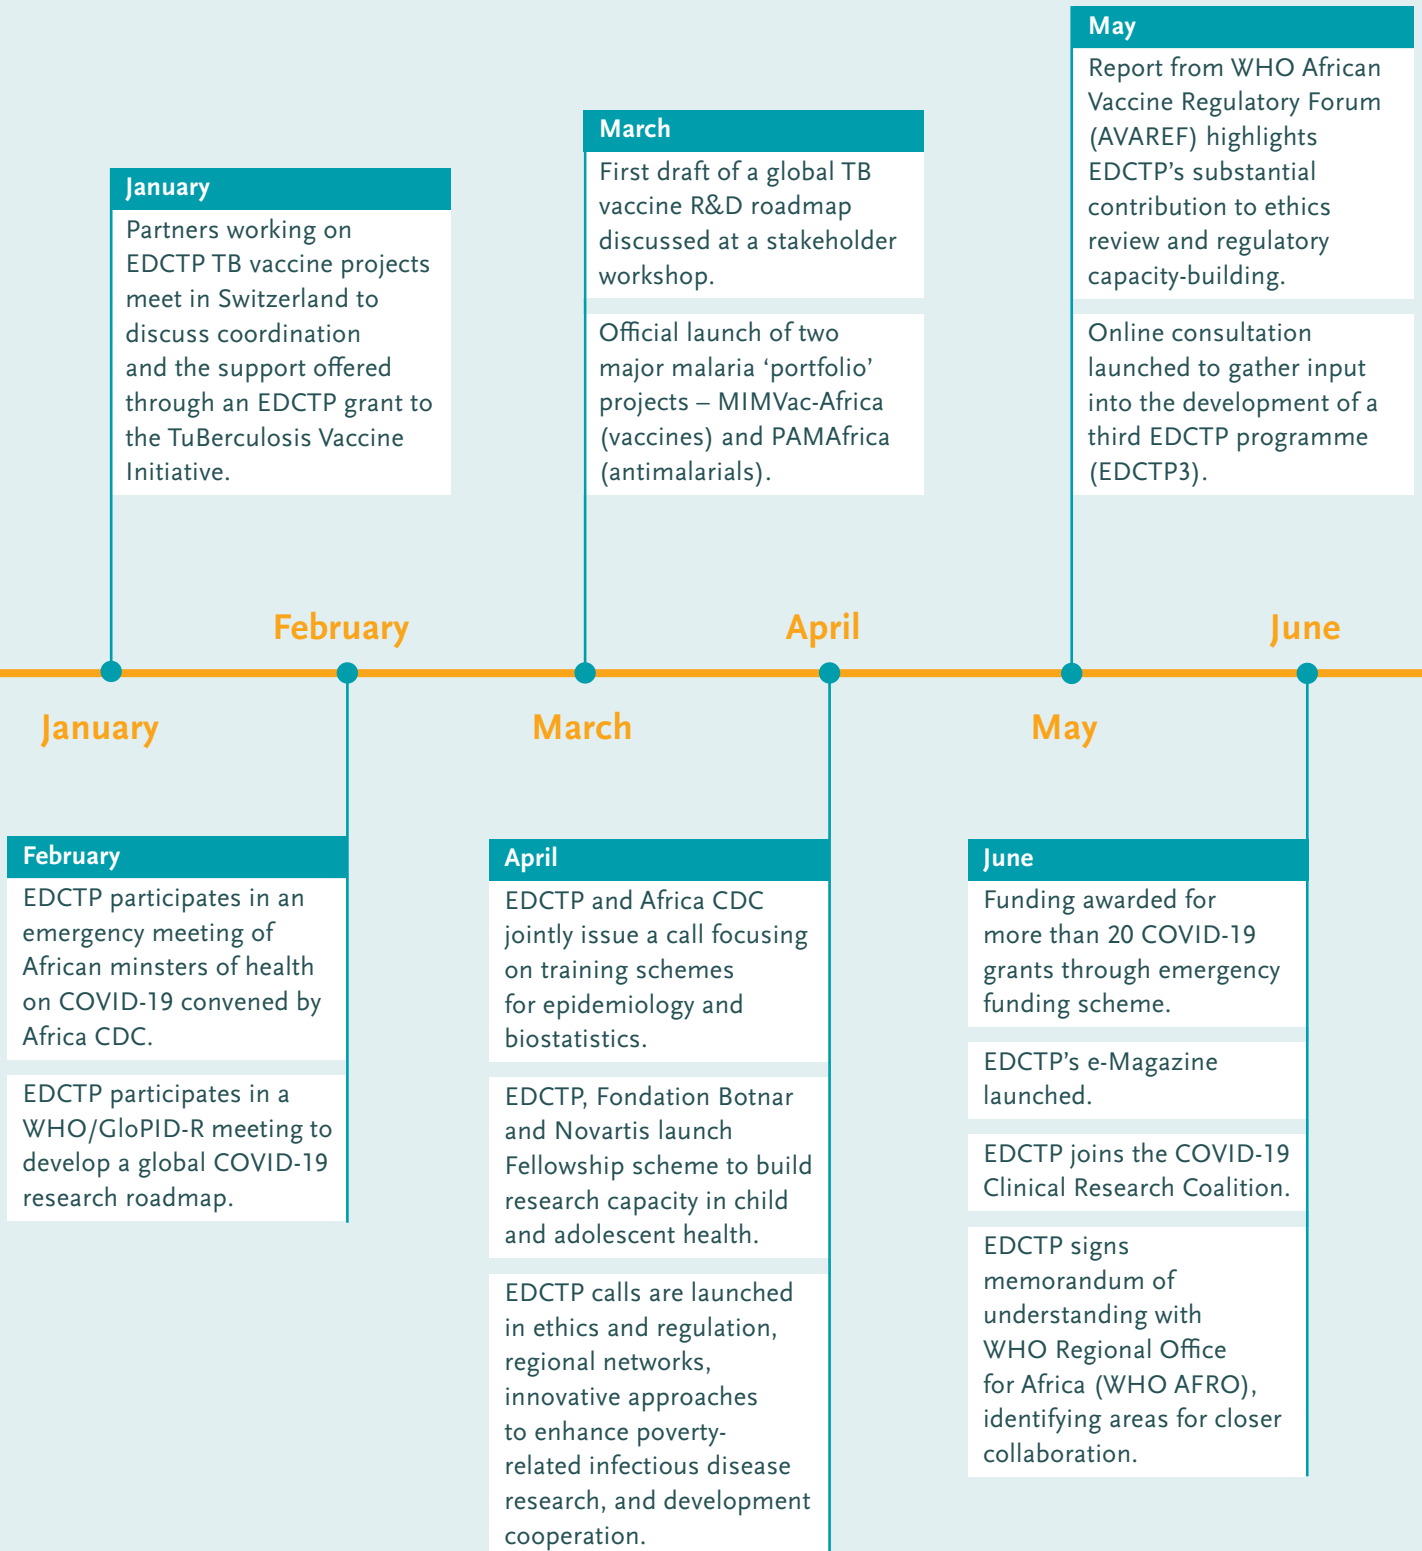 May
Report from WHO African
Vaccine Regulatory Forum
(AVAREF) highlights
EDCTP's substantial
contribution to ethics
review and regulatory
capacity-building.
Online consultation
launched to gather input
into the development of a
third EDCTP programme
(EDCTP3).
March
First draft of a global TB
vaccine R&D roadmap
discussed at a stakeholder
workshop.
Official launch of two
major malaria ‘portfolio’
projects – MIMVac-Africa
(vaccines) and PAMAfrica
(antimalarials).
January
Partners working on
EDCTP TB vaccine projects
meet in Switzerland to
discuss coordination
and the support offered
through an EDCTP grant to
the TuBerculosis Vaccine
Initiative.
February
April
June
January
March
May
February
EDCTP participates in an
emergency meeting of
African minsters of health
on COVID-19 convened by
Africa CDC.
EDCTP participates in a
WHO/GloPID-R meeting to
develop a global COVID-19
research roadmap.
April
EDCTP and Africa CDC
jointly issue a call focusing
on training schemes
for epidemiology and
biostatistics.
EDCTP, Fondation Botnar
and Novartis launch
Fellowship scheme to build
research capacity in child
and adolescent health.
EDCTP calls are launched
in ethics and regulation,
regional networks,
innovative approaches
to enhance poverty-
related infectious disease
research, and development
cooperation.
June
Funding awarded for
more than 20 COVID-19
grants through emergency
funding scheme.
EDCTP's e-Magazine
launched.
EDCTP joins the COVID-19
Clinical Research Coalition.
EDCTP signs
memorandum of
understanding with
WHO Regional Office
for Africa (WHO AFRO),
identifying areas for closer
collaboration.